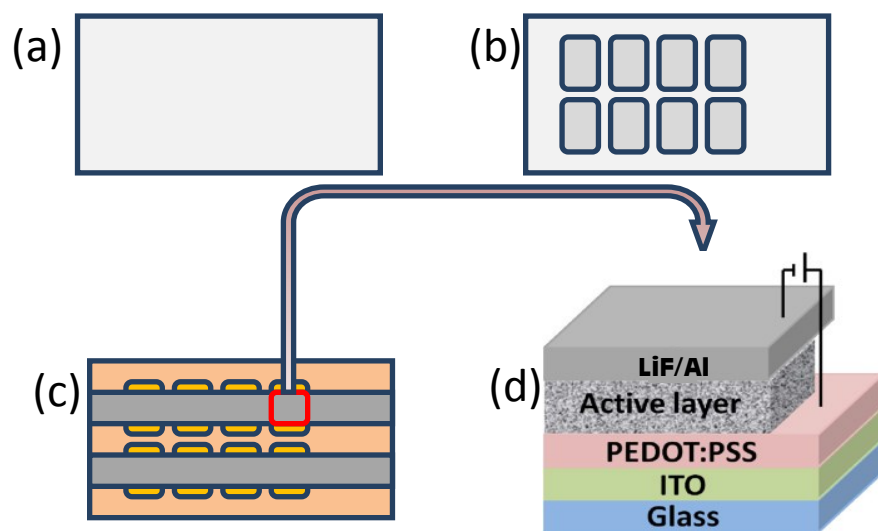 (a)
(b)
(c)
(d)
LiF/Al
Active layer
PEDOT:PSS
ITO
Glass